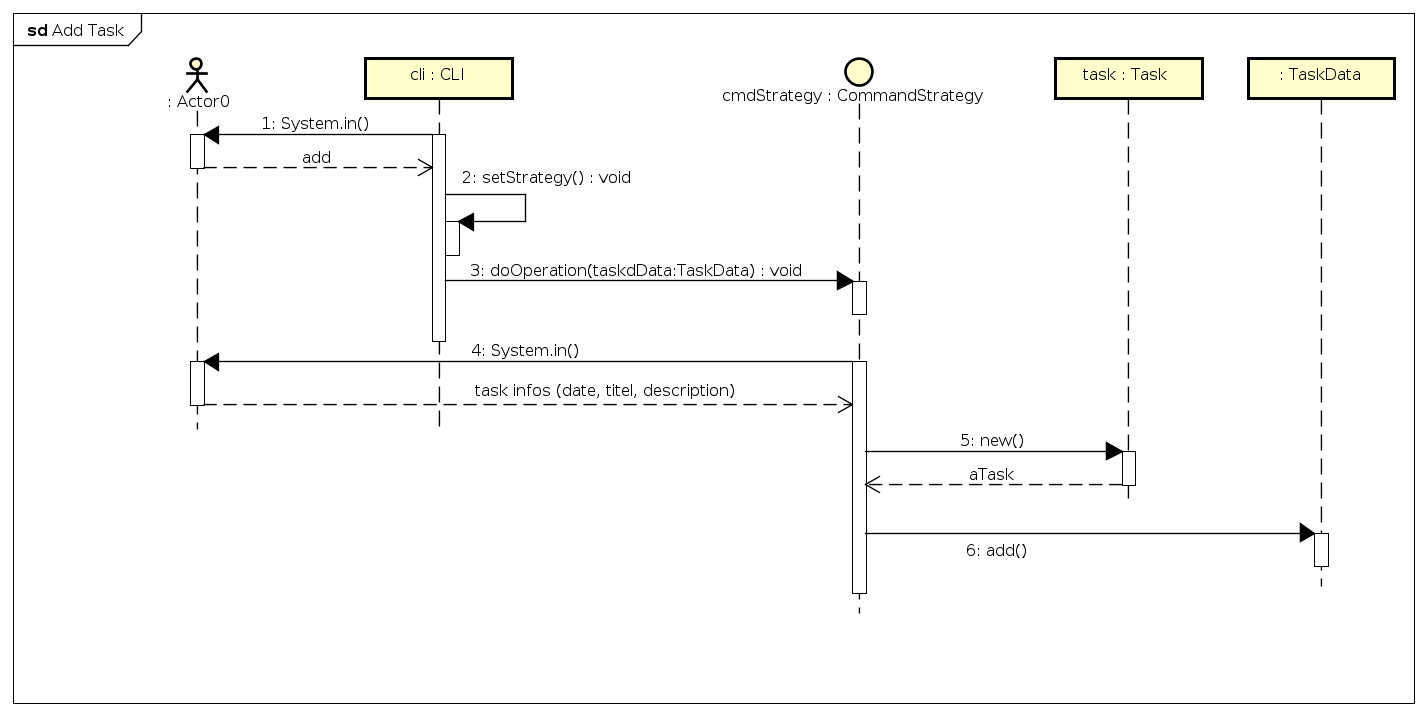 sd Add Task
cli : CLI
task : Task
: TaskData
: Actor0
cmdStrategy : CommandStrategy
1: System.in()
add
2: setStrategy() : void
3: doOperation(taskdData:TaskData) : void
4: System.in()
task infos (date, titel, description)
5: new()
aTask
6: add()